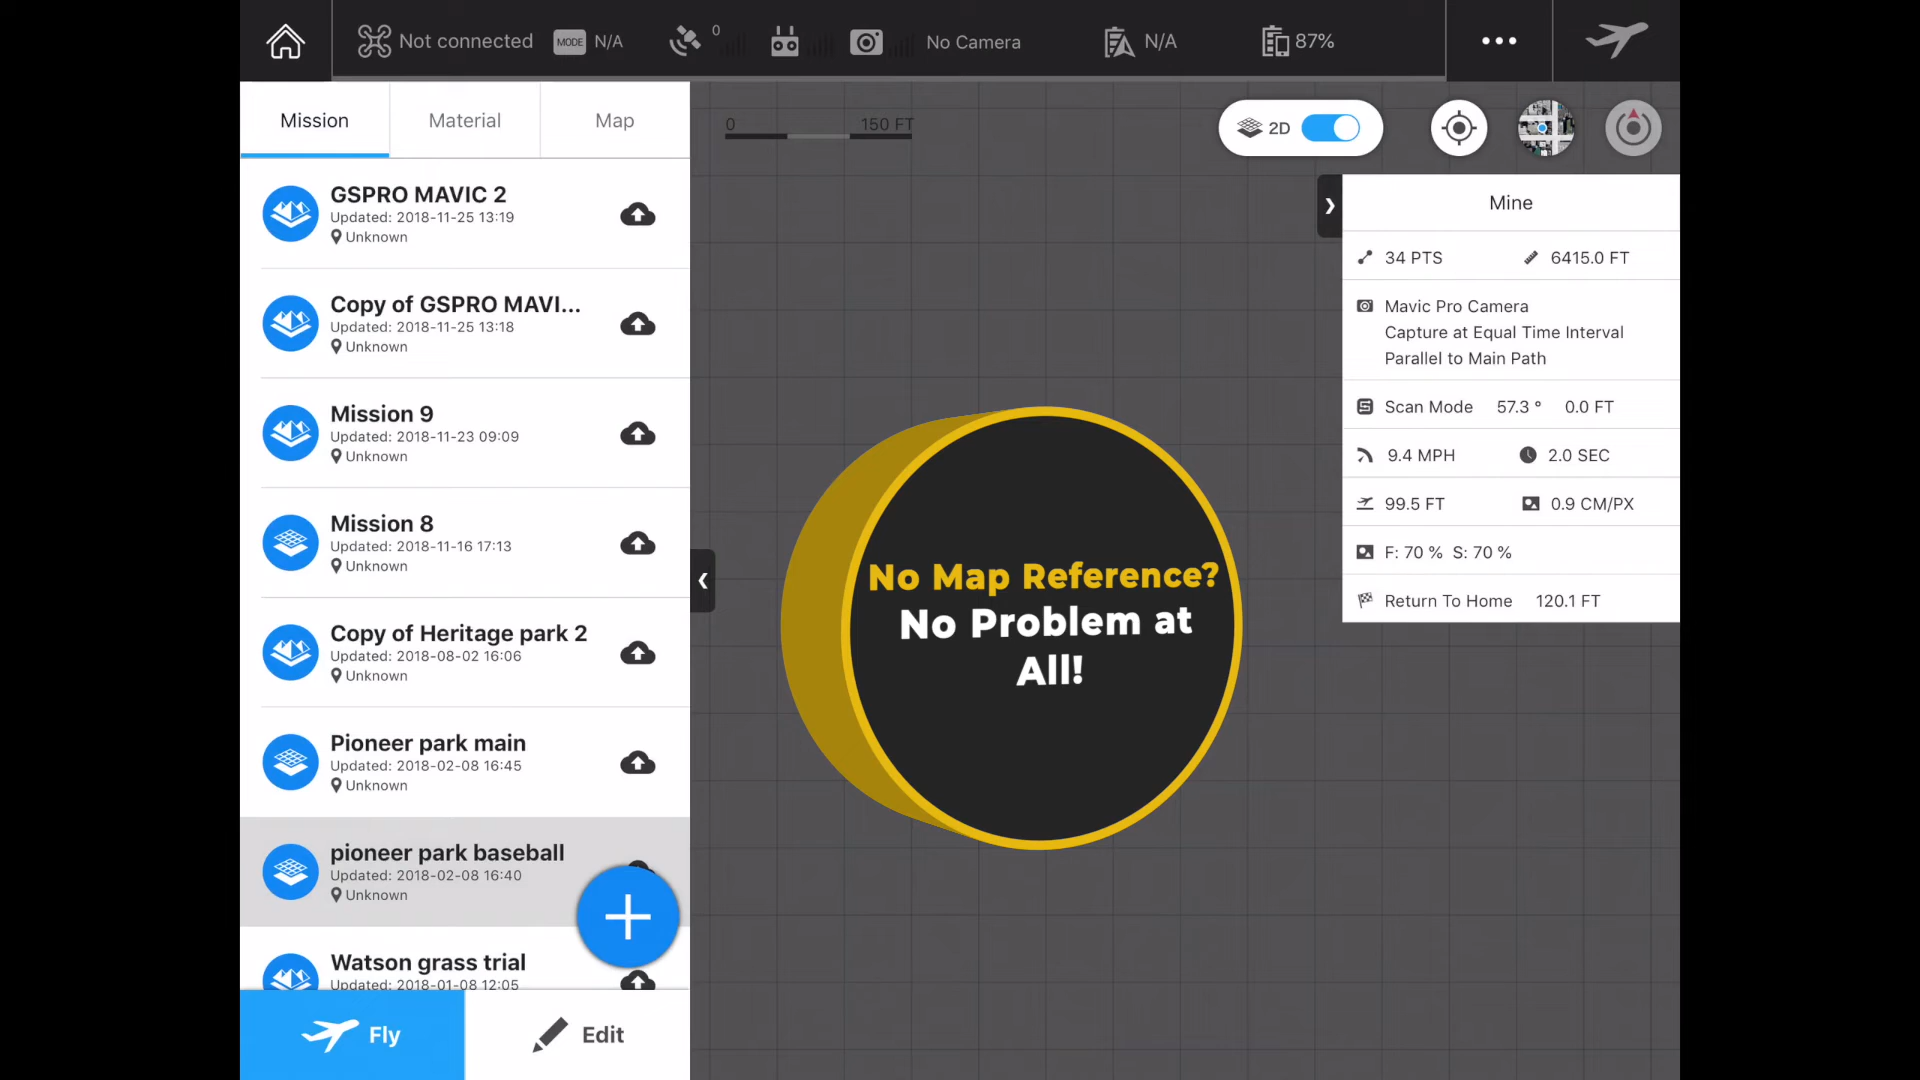 Not connected
MODE N/A
0
No Camera
N/A
87%
Mission
Material
Map
GSPRO MAVIC 2
Updated: 2018-11-25 13:19
Unknown
Copy of GSPRO MAVI...
Updated: 2018-11-25 13:18
Unknown
Mission 9
Updated: 2018-11-23 09:09
Unknown
Mission 8
Updated: 2018-11-16 17:13
Unknown
Copy of Heritage park 2
Updated: 2018-08-02 16:06
Unknown
Pioneer park main
Updated: 2018-02-08 16:45
Unknown
pioneer park baseball
Updated: 2018-02-08 16:40
Unknown
Watson grass trial
Updated: 2018-01-08 12:05
Fly
Edit
0 150 FT
2D
No Map Reference?
No Problem at
All!
Mine
34 PTS 6415.0 FT
Mavic Pro Camera
Capture at Equal Time Interval
Parallel to Main Path
Scan Mode 57.3 ° 0.0 FT
9.4 MPH 2.0 SEC
99.5 FT 0.9 CM/PX
F: 70 % S: 70 %
Return To Home 120.1 FT